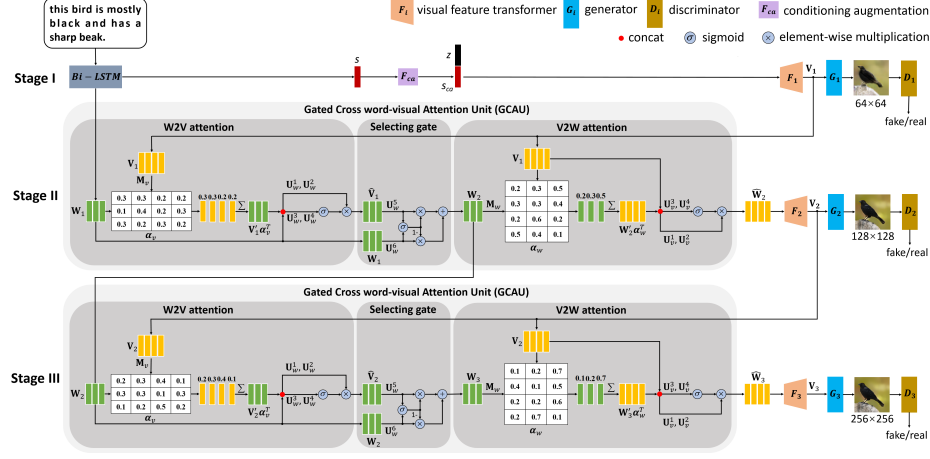 this bird is mostly
black and has a
sharp beak.
F_i visual feature transformer G_i generator D_i discriminator F_ca conditioning augmentation
concat σ sigmoid × element-wise multiplication
Stage I
Bi-LSTM
s
F_ca
z
s_ca
F_1
V_1
G_1
64×64
D_1
fake/real
Gated Cross word-visual Attention Unit (GCAU)
W2V attention
Selecting gate
V2W attention
Stage II
V_1
M_v
W_1
0.3 0.3 0.2 0.2
0.1 0.4 0.2 0.3
0.2 0.3 0.2 0.3
α_v
0.3 0.3 0.2 0.2
Σ
V'_1α_v^T
U_w^1, U_w^2
U_w^3, U_w^4
×
Ṽ_1
U_w^5
σ
1-
×
×
+
U_w^6
W_1
W_2
M_w
V_1
0.2 0.3 0.5
0.4 0.3 0.3
0.2 0.6 0.2
0.5 0.4 0.1
α_w
0.2 0.3 0.5
Σ
W'_2α_w^T
U_v^3, U_v^4
U_v^1, U_v^2
σ
×
W̃_2
F_2
V_2
G_2
128×128
D_2
fake/real
Gated Cross word-visual Attention Unit (GCAU)
W2V attention
Selecting gate
V2W attention
Stage III
V_2
M_v
W_2
0.2 0.3 0.4 0.1
0.3 0.3 0.1 0.3
0.1 0.2 0.5 0.2
α_v
0.2 0.3 0.4 0.1
Σ
V'_2α_v^T
U_w^1, U_w^2
U_w^3, U_w^4
σ
×
Ṽ_2
U_w^5
σ
1-
×
×
+
U_w^6
W_2
W_3
M_w
V_2
0.1 0.2 0.7
0.4 0.1 0.5
0.2 0.2 0.6
0.2 0.7 0.1
α_w
0.1 0.2 0.7
Σ
W'_3α_w^T
U_v^3, U_v^4
U_v^1, U_v^2
σ
×
W̃_3
F_3
V_3
G_3
256×256
D_3
fake/real